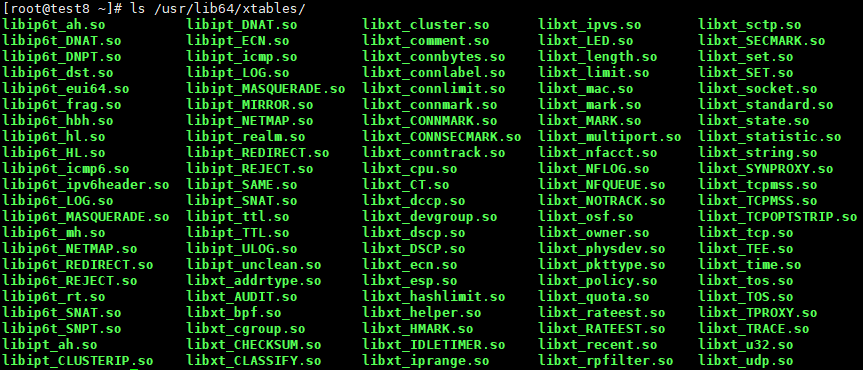 [root@test8 ~]# ls /usr/lib64/xtables/
libip6t_ah.so libipt_DNAT.so libxt_cluster.so libxt_ipvs.so libxt_sctp.so
libip6t_DNAT.so libipt_ECN.so libxt_comment.so libxt_LED.so libxt_SECMARK.so
libip6t_DNPT.so libipt_icmp.so libxt_connbytes.so libxt_length.so libxt_set.so
libip6t_dst.so libipt_LOG.so libxt_connlabel.so libxt_limit.so libxt_SET.so
libip6t_eui64.so libipt_MASQUERADE.so libxt_connlimit.so libxt_mac.so libxt_socket.so
libip6t_frag.so libipt_MIRROR.so libxt_connmark.so libxt_mark.so libxt_standard.so
libip6t_hbh.so libipt_NETMAP.so libxt_CONNMARK.so libxt_MARK.so libxt_state.so
libip6t_hl.so libipt_realm.so libxt_CONNSECMARK.so libxt_multiport.so libxt_statistic.so
libip6t_HL.so libipt_REDIRECT.so libxt_conntrack.so libxt_nfacct.so libxt_string.so
libip6t_icmp6.so libipt_REJECT.so libxt_cpu.so libxt_NFLOG.so libxt_SYNPROXY.so
libip6t_ipv6header.so libipt_SAME.so libxt_CT.so libxt_NFQUEUE.so libxt_tcpmss.so
libip6t_LOG.so libipt_SNAT.so libxt_dccp.so libxt_NOTRACK.so libxt_TCPMSS.so
libip6t_MASQUERADE.so libipt_ttl.so libxt_devgroup.so libxt_osf.so libxt_TCPOPTSTRIP.so
libip6t_mh.so libipt_TTL.so libxt_dscp.so libxt_owner.so libxt_tcp.so
libip6t_NETMAP.so libipt_ULOG.so libxt_DSCP.so libxt_physdev.so libxt_TEE.so
libip6t_REDIRECT.so libipt_unclean.so libxt_ecn.so libxt_pkttype.so libxt_time.so
libip6t_REJECT.so libxt_addrtype.so libxt_esp.so libxt_policy.so libxt_tos.so
libip6t_rt.so libxt_AUDIT.so libxt_hashlimit.so libxt_quota.so libxt_TOS.so
libip6t_SNAT.so libxt_bpf.so libxt_helper.so libxt_rateest.so libxt_TPROXY.so
libip6t_SNPT.so libxt_cgroup.so libxt_HMARK.so libxt_RATEEST.so libxt_TRACE.so
libipt_ah.so libxt_CHECKSUM.so libxt_IDLETIMER.so libxt_recent.so libxt_u32.so
libipt_CLUSTERIP.so libxt_CLASSIFY.so libxt_iprange.so libxt_rpfilter.so libxt_udp.so